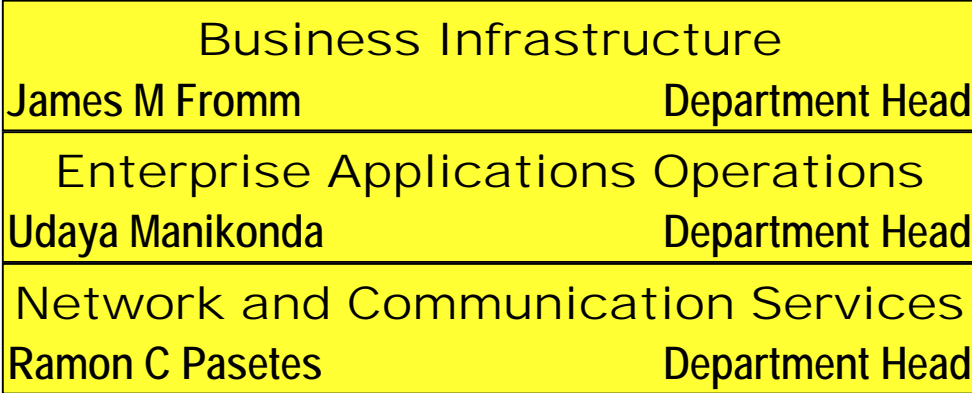 Business Infrastructure
James M Fromm Department Head
Enterprise Applications Operations
Udaya Manikonda Department Head
Network and Communication Services
Ramon C Pasetes Department Head